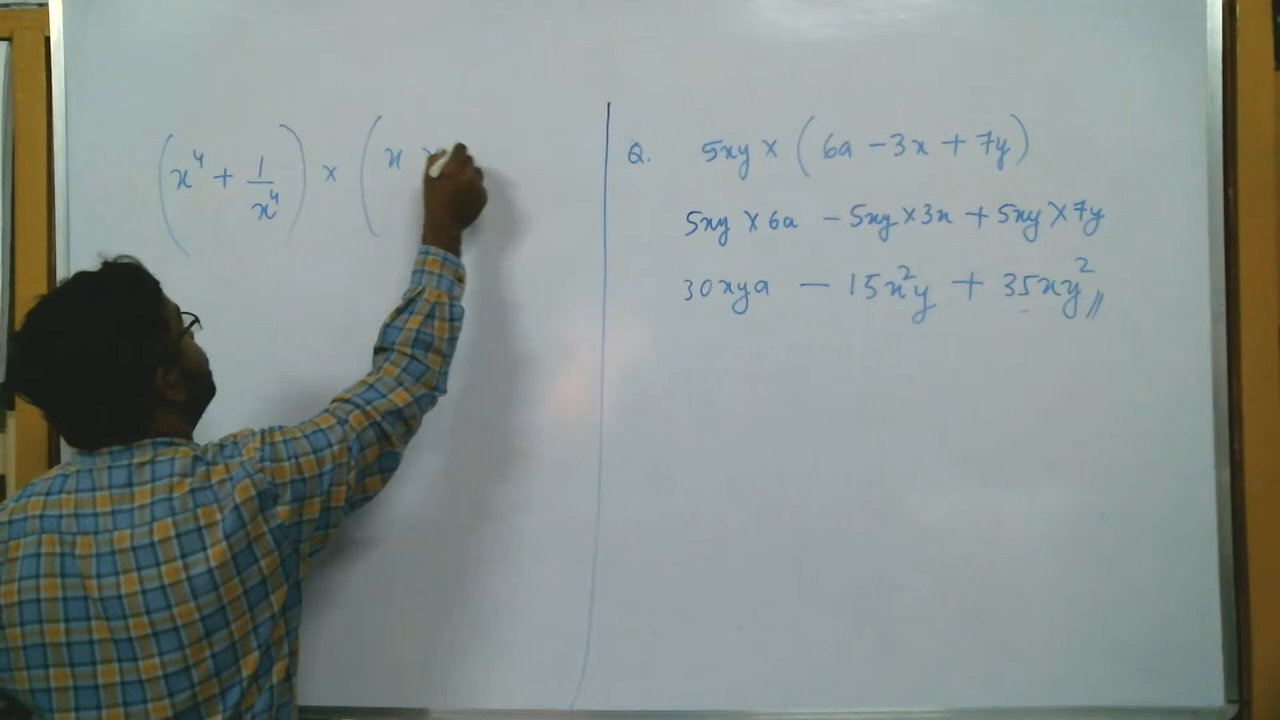 (x⁴ + 1/x⁴) × (x
Q. 5xy × (6a − 3x + 7y)
5xy × 6a − 5xy × 3x + 5xy × 7y
30xya − 15x²y + 35xy² //